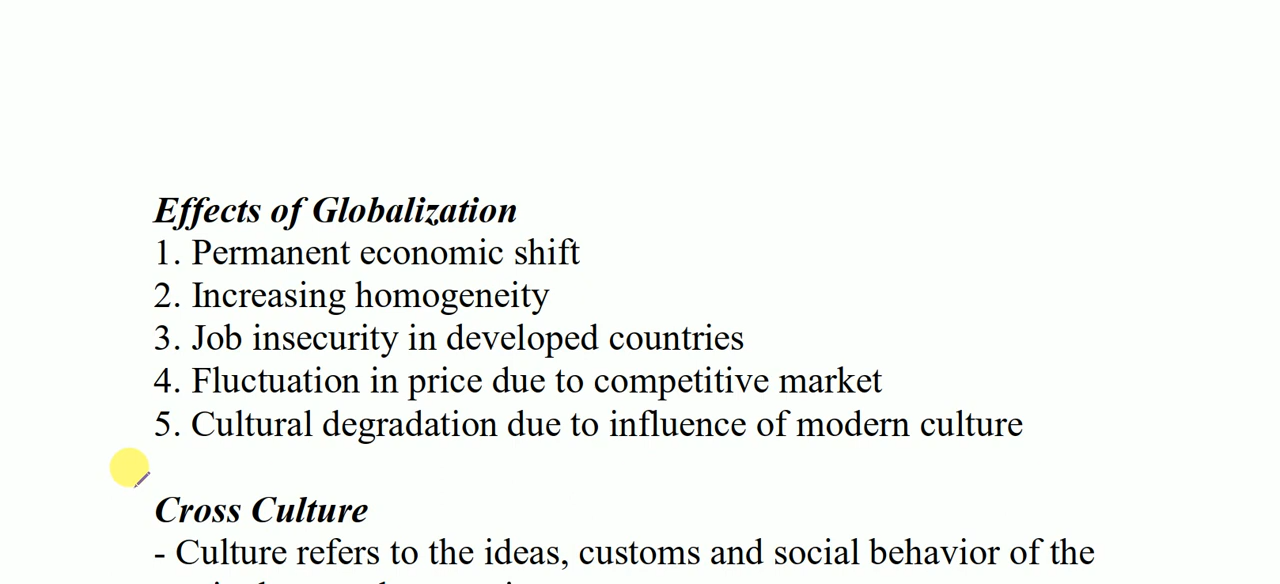 Effects of Globalization
1. Permanent economic shift
2. Increasing homogeneity
3. Job insecurity in developed countries
4. Fluctuation in price due to competitive market
5. Cultural degradation due to influence of modern culture
Cross Culture
- Culture refers to the ideas, customs and social behavior of the